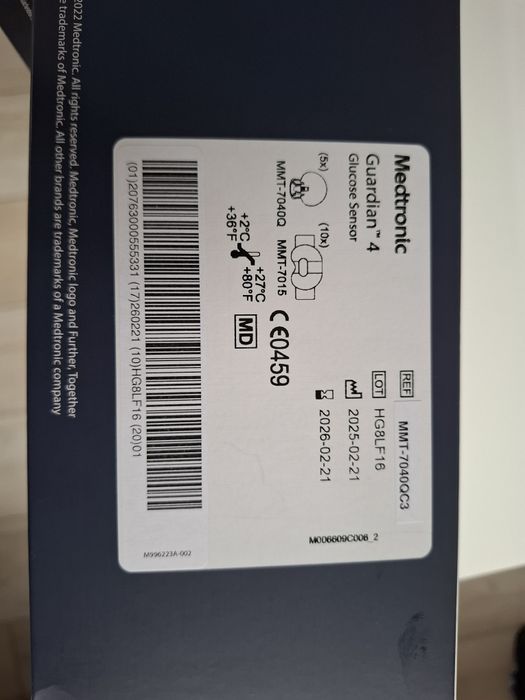 Medtronic
Guardian™ 4
Glucose Sensor
(5x) (10x)
MMT-7040Q MMT-7015
+2°C
+36°F
+27°C
+80°F
CE0459
MD
REF MMT-7040QC3
LOT HG8LF16
2025-02-21
2026-02-21
M006609C006_2
(01)20763000555331 (17)260221 (10)HG8LF16 (20)01
M996223A-002
2022 Medtronic. All rights reserved. Medtronic, Medtronic logo and Further, Together
e trademarks of Medtronic. All other brands are trademarks of a Medtronic company